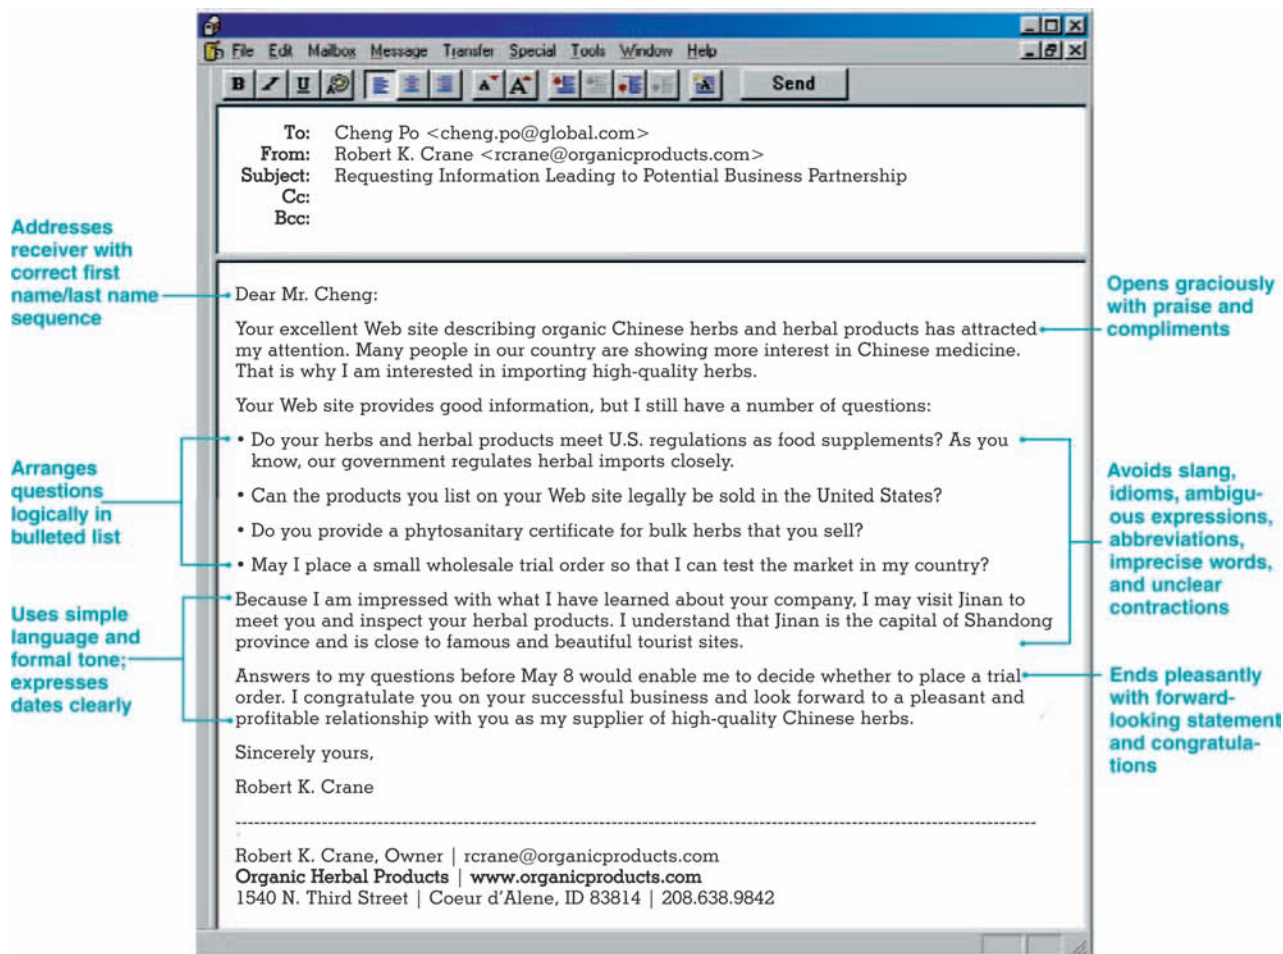 File Edit Mailbox Message Transfer Special Tools Window Help
B I U A A A A Send
To: Cheng Po <cheng.po@global.com>
From: Robert K. Crane <rcrane@organicproducts.com>
Subject: Requesting Information Leading to Potential Business Partnership
Cc:
Bcc:
Addresses
receiver with
correct first
name/last name
sequence
Dear Mr. Cheng:
Opens graciously
with praise and
compliments
Your excellent Web site describing organic Chinese herbs and herbal products has attracted
my attention. Many people in our country are showing more interest in Chinese medicine.
That is why I am interested in importing high-quality herbs.
Your Web site provides good information, but I still have a number of questions:
Arranges
questions
logically in
bulleted list
• Do your herbs and herbal products meet U.S. regulations as food supplements? As you
know, our government regulates herbal imports closely.
• Can the products you list on your Web site legally be sold in the United States?
• Do you provide a phytosanitary certificate for bulk herbs that you sell?
• May I place a small wholesale trial order so that I can test the market in my country?
Avoids slang,
idioms, ambigu-
ous expressions,
abbreviations,
imprecise words,
and unclear
contractions
Uses simple
language and
formal tone;
expresses
dates clearly
Because I am impressed with what I have learned about your company, I may visit Jinan to
meet you and inspect your herbal products. I understand that Jinan is the capital of Shandong
province and is close to famous and beautiful tourist sites.
Answers to my questions before May 8 would enable me to decide whether to place a trial
order. I congratulate you on your successful business and look forward to a pleasant and
profitable relationship with you as my supplier of high-quality Chinese herbs.
Ends pleasantly
with forward-
looking statement
and congratula-
tions
Sincerely yours,
Robert K. Crane
Robert K. Crane, Owner | rcrane@organicproducts.com
Organic Herbal Products | www.organicproducts.com
1540 N. Third Street | Coeur d'Alene, ID 83814 | 208.638.9842